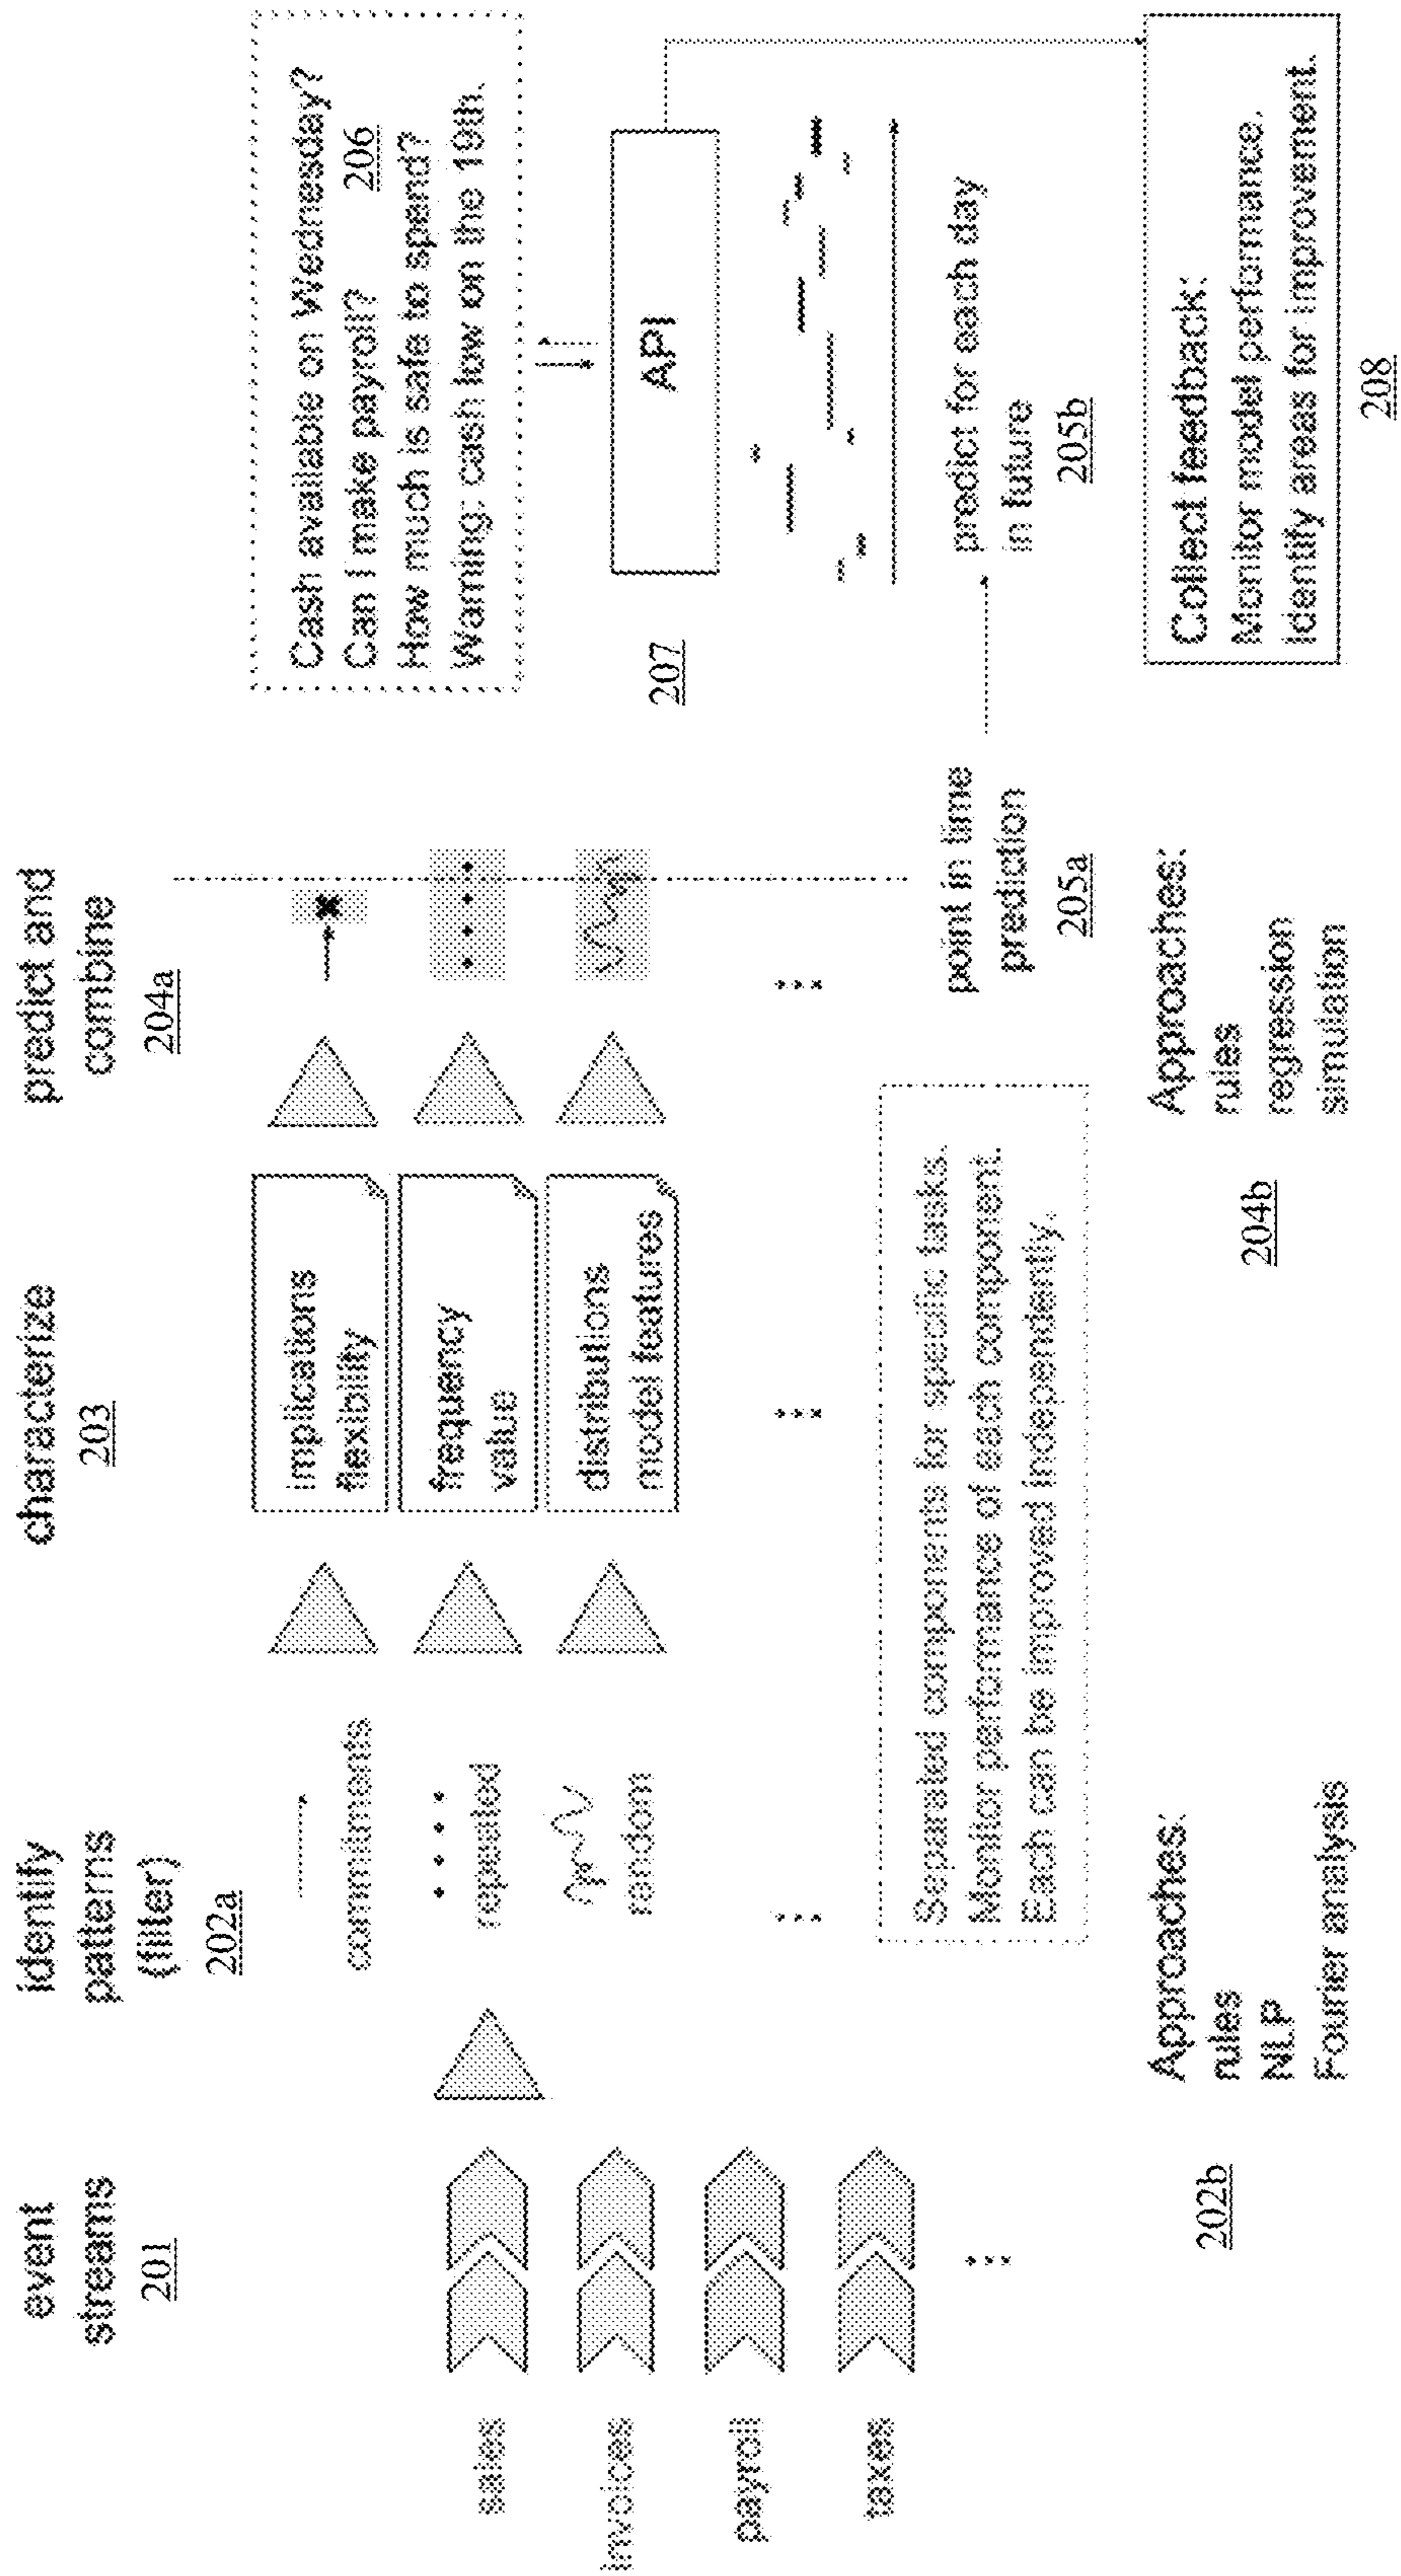 event
streams
201
sales
invoices
payroll
taxes
identify
patterns
(filter)
202a
commitments
repeated
random
Approaches:
rules
NLP
Fourier analysis
202b
characterize
203
implications
flexibility
frequency
value
distributions
model features
Separated components for specific tasks.
Monitor performance of each component.
Each can be improved independently.
predict and
combine
204a
point in time
prediction
205a
Approaches:
rules
regression
simulation
204b
Cash available on Wednesday?
Can I make payroll? 206
How much is safe to spend?
Warning: cash low on the 19th.
API
207
predict for each day
in future
205b
Collect feedback:
Monitor model performance.
Identify areas for improvement.
208